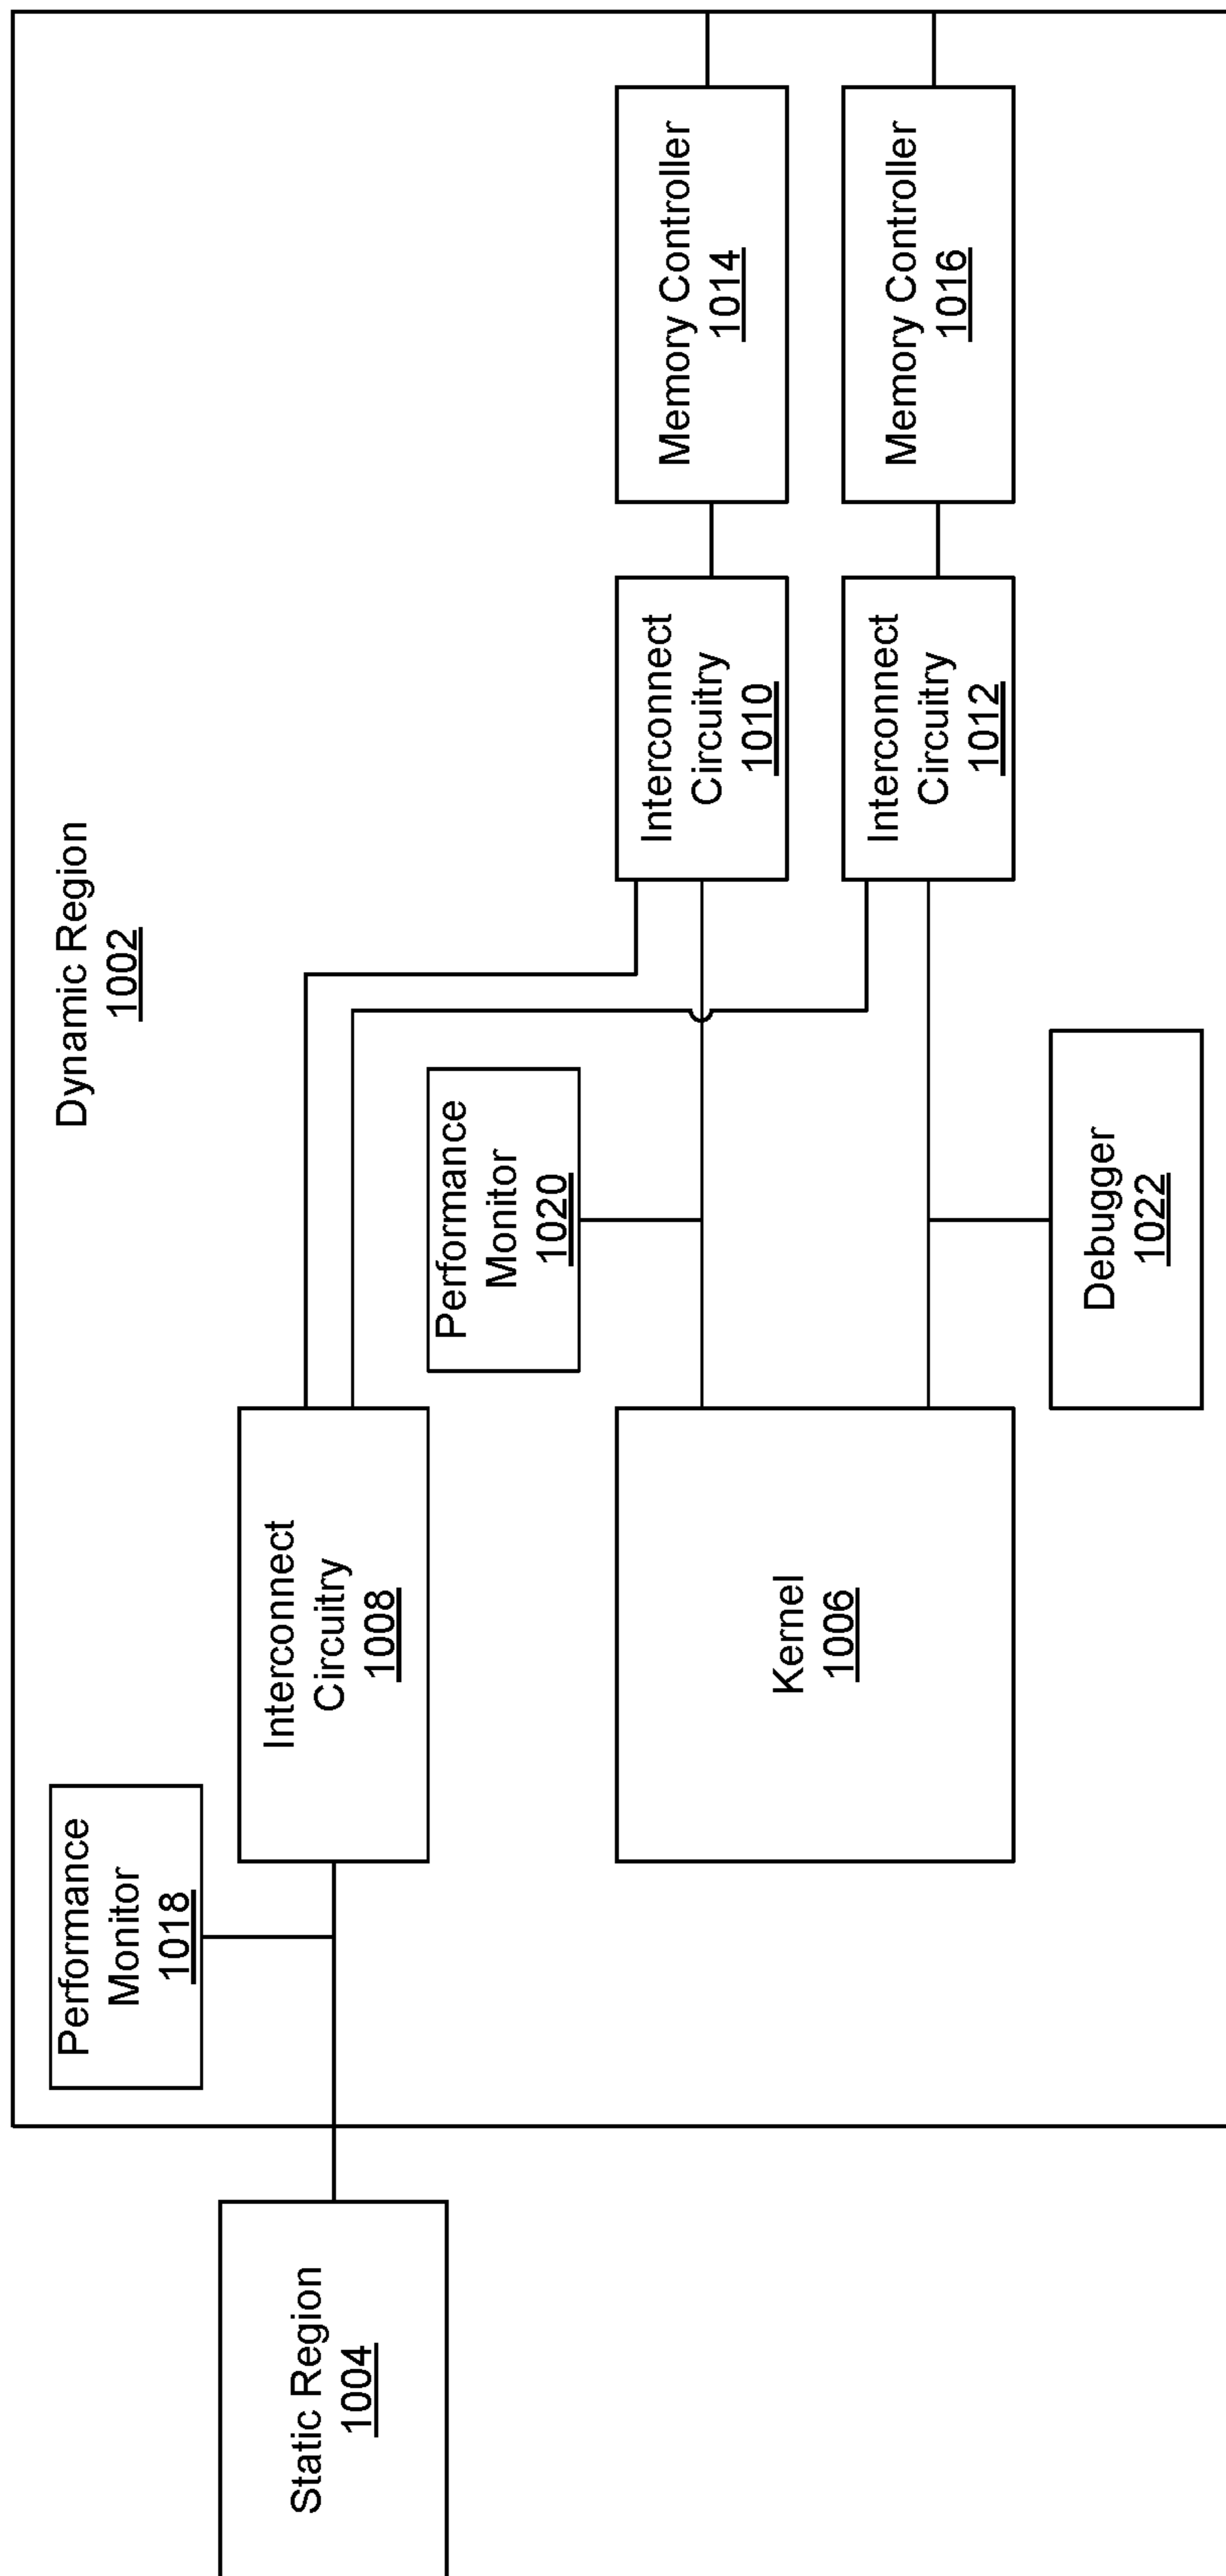 Dynamic Region
1002
Performance
Monitor
1018
Static Region
1004
Interconnect
Circuitry
1008
Performance
Monitor
1020
Kernel
1006
Interconnect
Circuitry
1010
Memory Controller
1014
Interconnect
Circuitry
1012
Memory Controller
1016
Debugger
1022